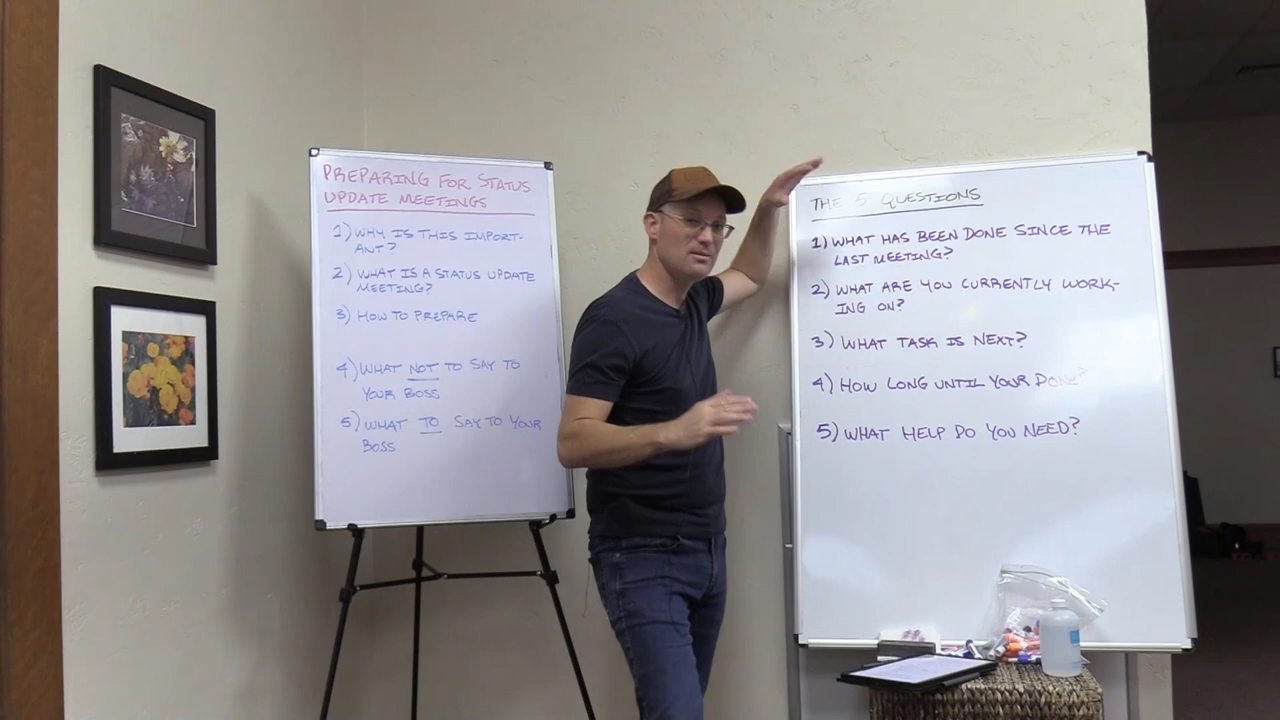 PREPARING FOR STATUS
UPDATE MEETINGS
1) WHY IS THIS IMPORT-
ANT?
2) WHAT IS A STATUS UPDATE
MEETING?
3) HOW TO PREPARE
4) WHAT NOT TO SAY TO
YOUR BOSS
5) WHAT TO SAY TO YOUR
BOSS
THE 5 QUESTIONS
1) WHAT HAS BEEN DONE SINCE THE
LAST MEETING?
2) WHAT ARE YOU CURRENTLY WORK-
ING ON?
3) WHAT TASK IS NEXT?
4) HOW LONG UNTIL YOUR DONE?
5) WHAT HELP DO YOU NEED?